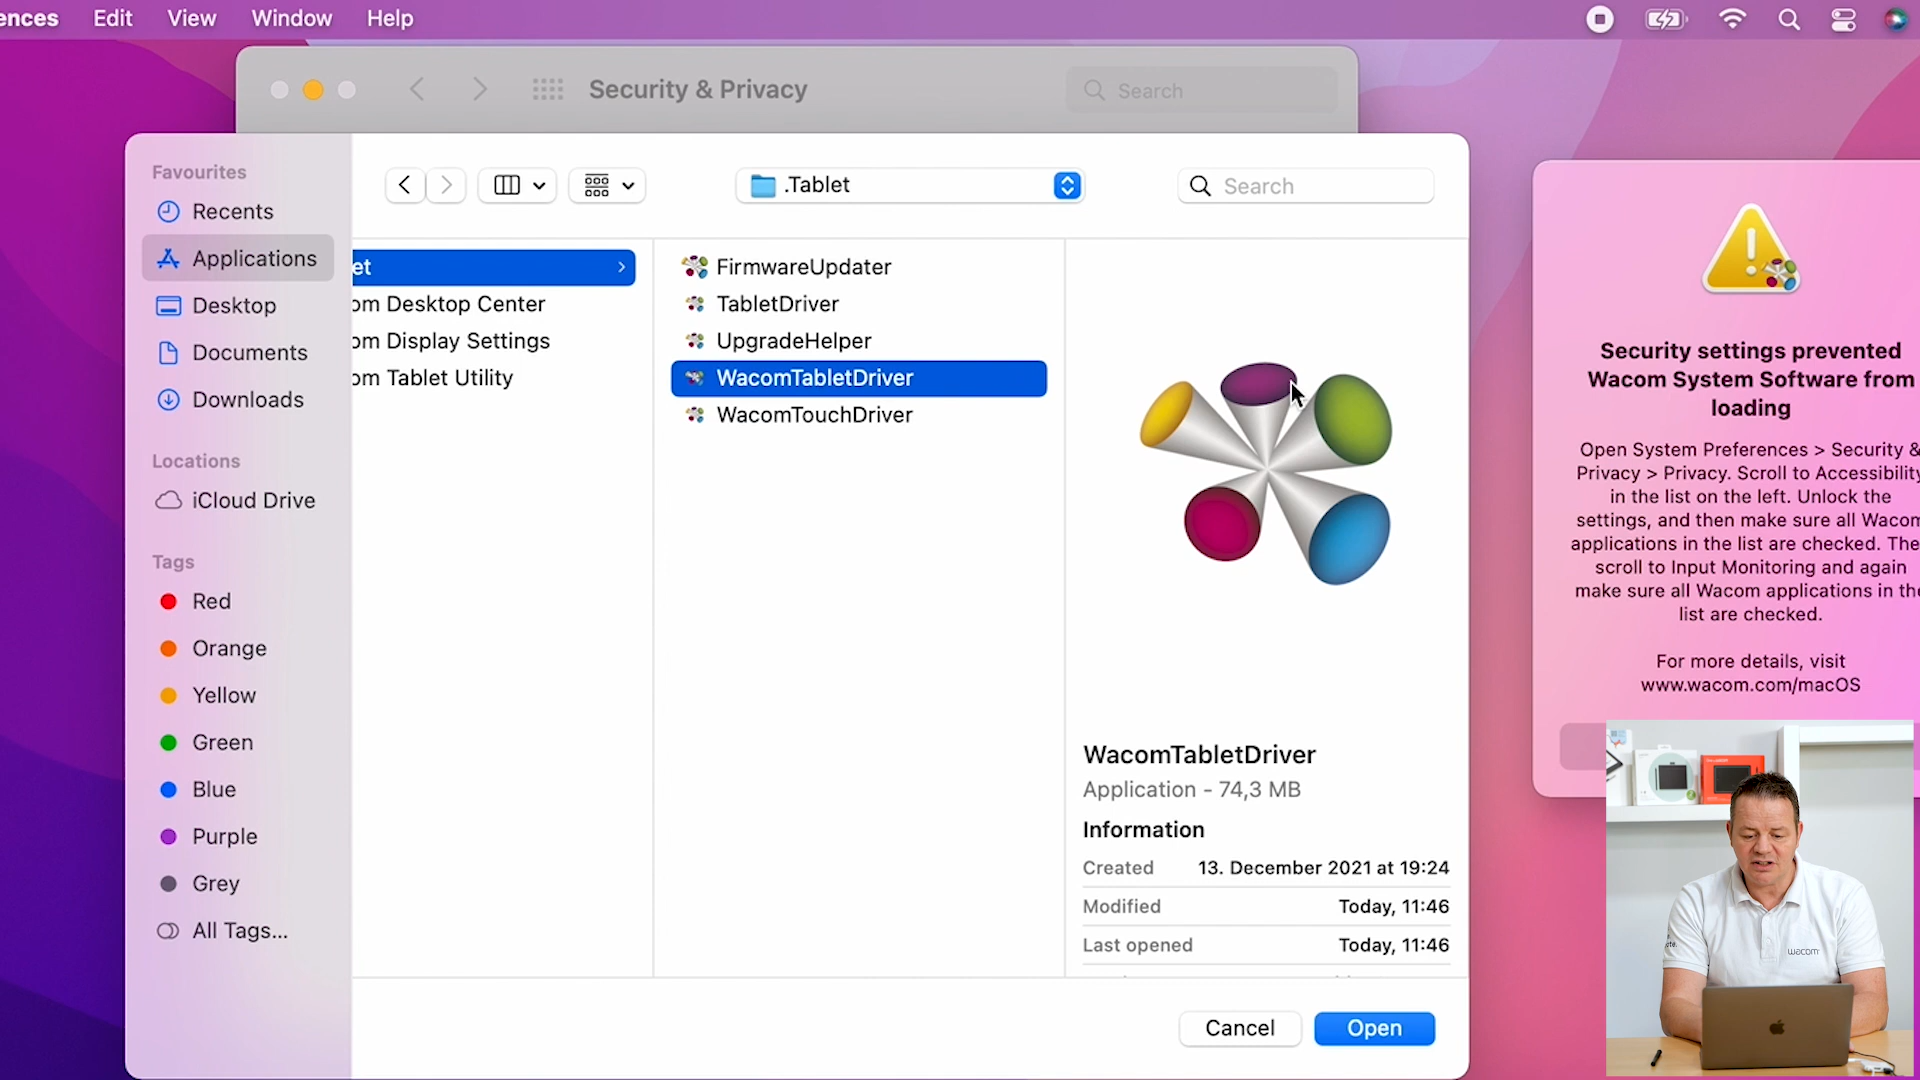 ences Edit View Window Help
Security & Privacy
Search
Favourites
Recents
Applications
Desktop
Documents
Downloads
Locations
iCloud Drive
Tags
Red
Orange
Yellow
Green
Blue
Purple
Grey
All Tags...
.Tablet
Search
et
om Desktop Center
om Display Settings
om Tablet Utility
FirmwareUpdater
TabletDriver
UpgradeHelper
WacomTabletDriver
WacomTouchDriver
WacomTabletDriver
Application - 74,3 MB
Information
Created 13. December 2021 at 19:24
Modified Today, 11:46
Last opened Today, 11:46
Cancel
Open
Security settings prevented
Wacom System Software from
loading
Open System Preferences > Security &
Privacy > Privacy. Scroll to Accessibility
in the list on the left. Unlock the
settings, and then make sure all Wacom
applications in the list are checked. The
scroll to Input Monitoring and again
make sure all Wacom applications in the
list are checked.
For more details, visit
www.wacom.com/macOS
wacom